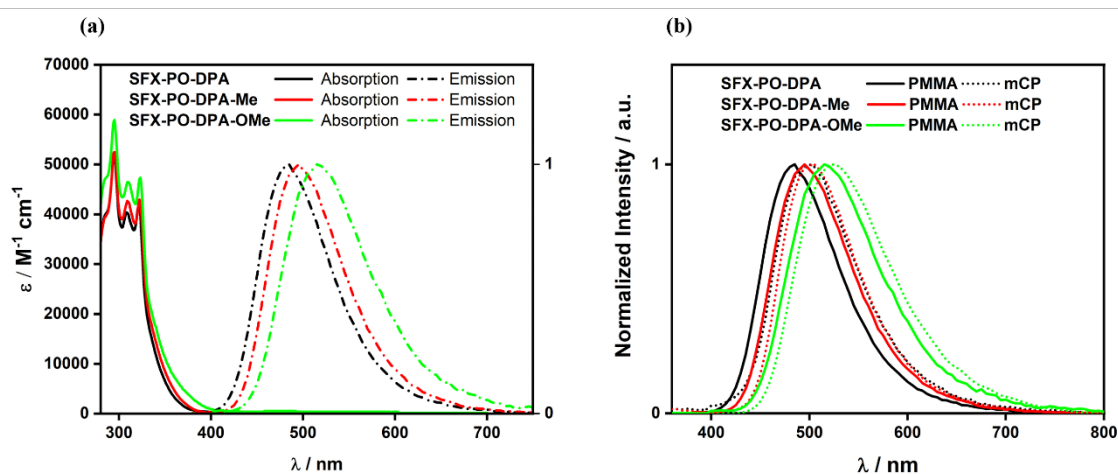 (a)
(b)
SFX-PO-DPA Absorption Emission
SFX-PO-DPA-Me Absorption Emission
SFX-PO-DPA-OMe Absorption Emission
70000
60000
50000
40000
30000
20000
10000
0
ε / M⁻¹ cm⁻¹
1
0
300 400 500 600 700
λ / nm
SFX-PO-DPA PMMA mCP
SFX-PO-DPA-Me PMMA mCP
SFX-PO-DPA-OMe PMMA mCP
Normalized Intensity / a.u.
1
0
400 500 600 700 800
λ / nm